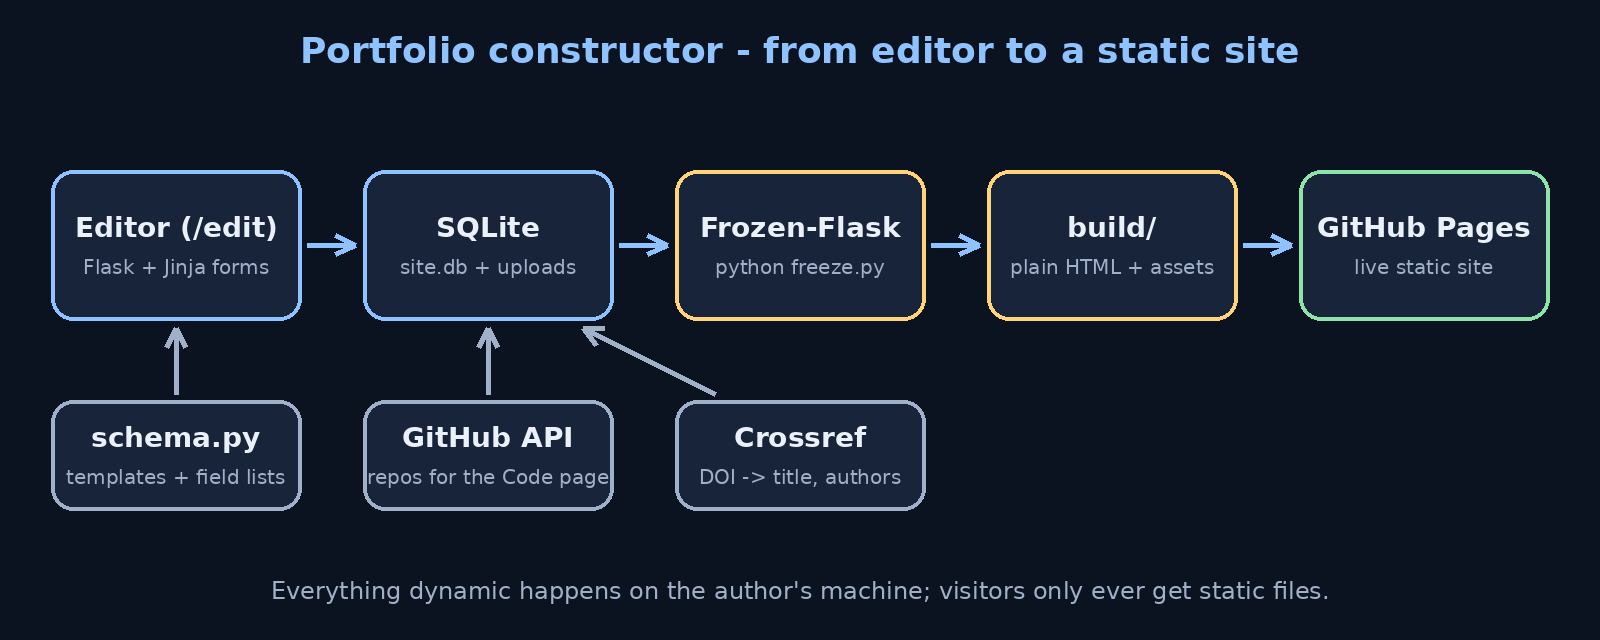 Portfolio constructor - from editor to a static site
Editor (/edit)
Flask + Jinja forms
SQLite
site.db + uploads
Frozen-Flask
python freeze.py
build/
plain HTML + assets
GitHub Pages
live static site
schema.py
templates + field lists
GitHub API
repos for the Code page
Crossref
DOI -> title, authors
Everything dynamic happens on the author's machine; visitors only ever get static files.